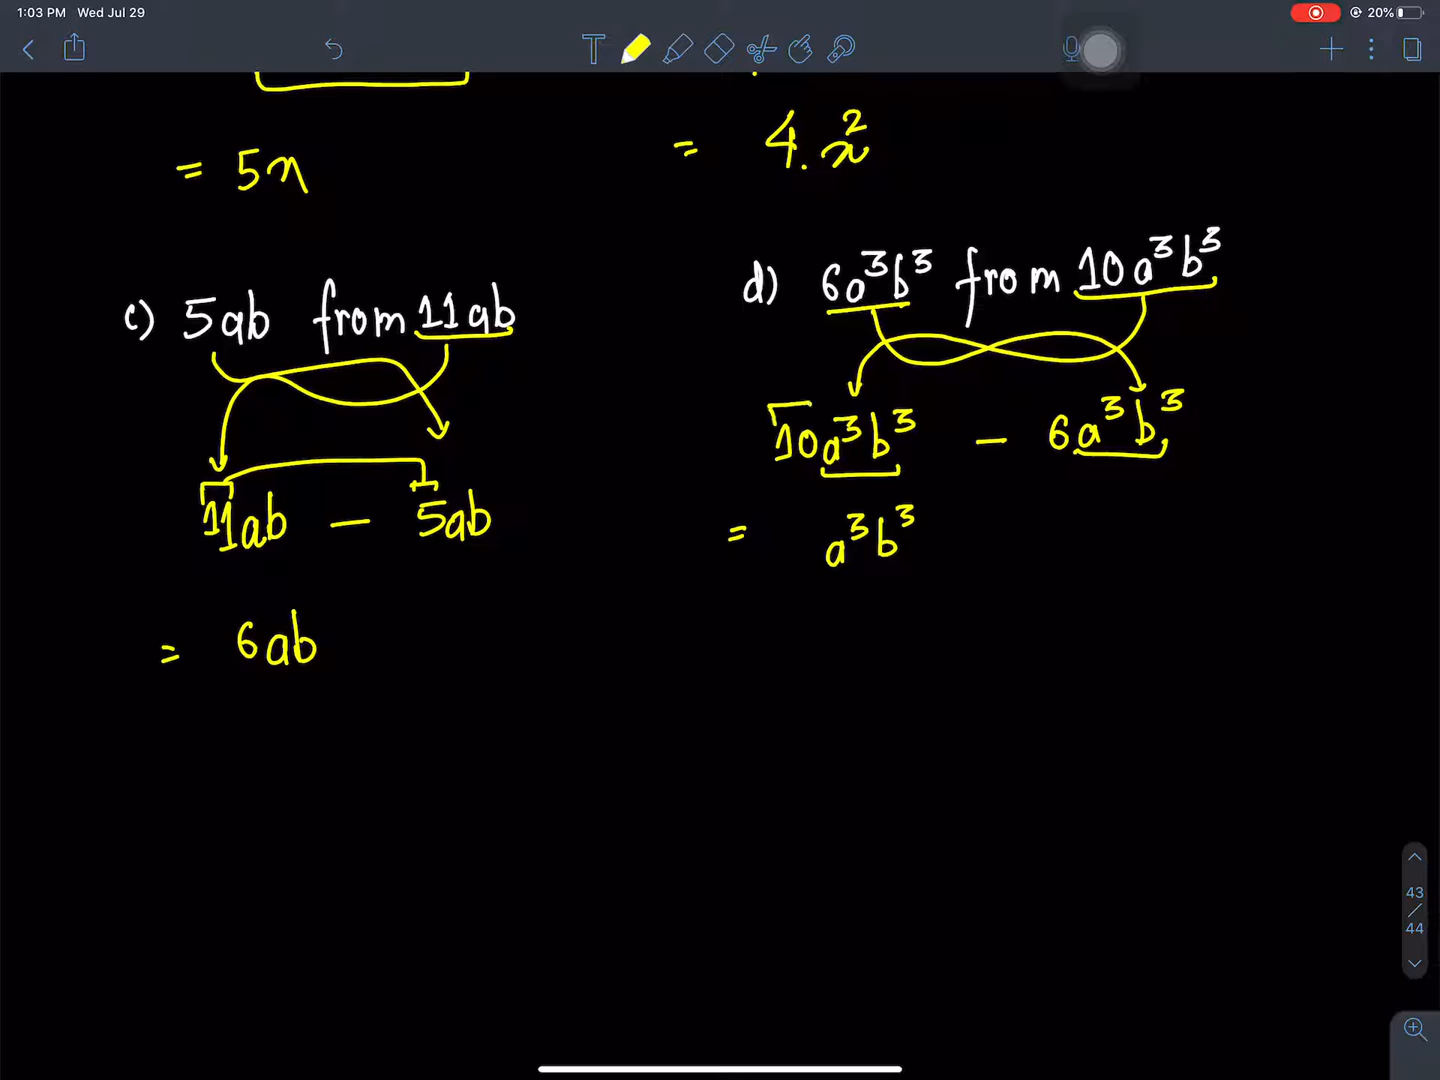 1:03 PM Wed Jul 29
20%
T
= 5x
= 4.x²
c) 5ab from 11ab
11ab — 5ab
= 6ab
d) 6a³b³ from 10a³b³
10a³b³ — 6a³b³
= a³b³
43
/
44